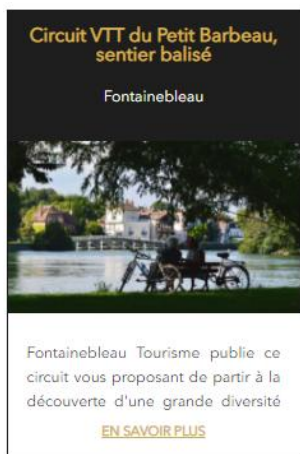 Circuit VTT du Petit Barbeau,
sentier balisé
Fontainebleau
Fontainebleau Tourisme publie ce
circuit vous proposant de partir à la
découverte d'une grande diversité
EN SAVOIR PLUS